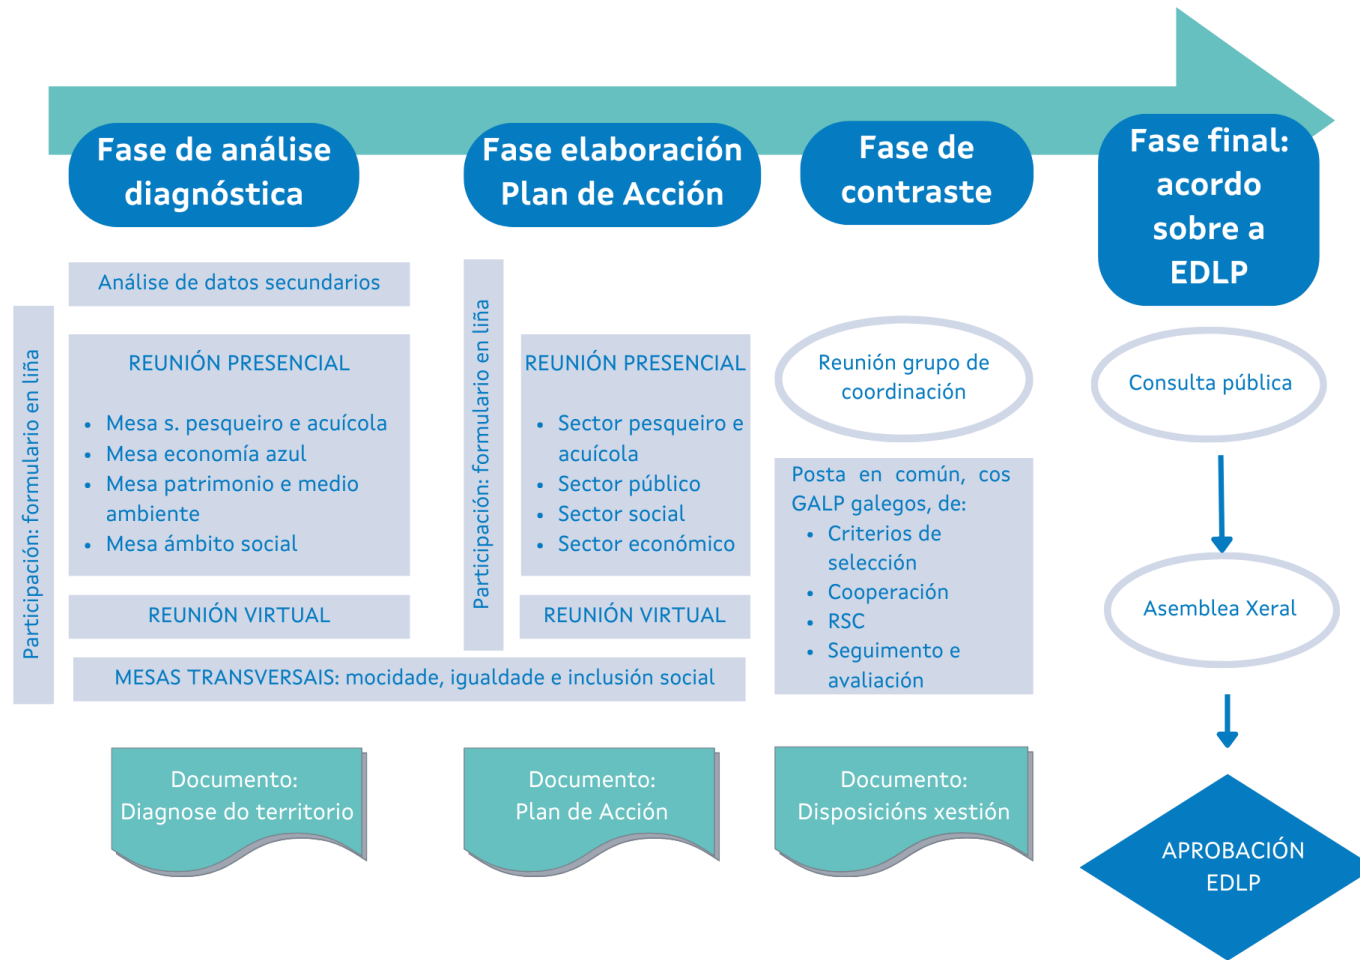 Fase de análise
diagnóstica
Fase elaboración
Plan de Acción
Fase de
contraste
Fase final:
acordo
sobre a
EDLP
Participación: formulario en liña
Análise de datos secundarios
REUNIÓN PRESENCIAL
• Mesa s. pesqueiro e acuícola
• Mesa economía azul
• Mesa patrimonio e medio
ambiente
• Mesa ámbito social
REUNIÓN VIRTUAL
Participación: formulario en liña
REUNIÓN PRESENCIAL
• Sector pesqueiro e
acuícola
• Sector público
• Sector social
• Sector económico
REUNIÓN VIRTUAL
MESAS TRANSVERSAIS: mocidade, igualdade e inclusión social
Reunión grupo de
coordinación
Posta en común, cos
GALP galegos, de:
• Criterios de
selección
• Cooperación
• RSC
• Seguimento e
avaliación
Consulta pública
Asemblea Xeral
Documento:
Diagnose do territorio
Documento:
Plan de Acción
Documento:
Disposicións xestión
APROBACIÓN
EDLP